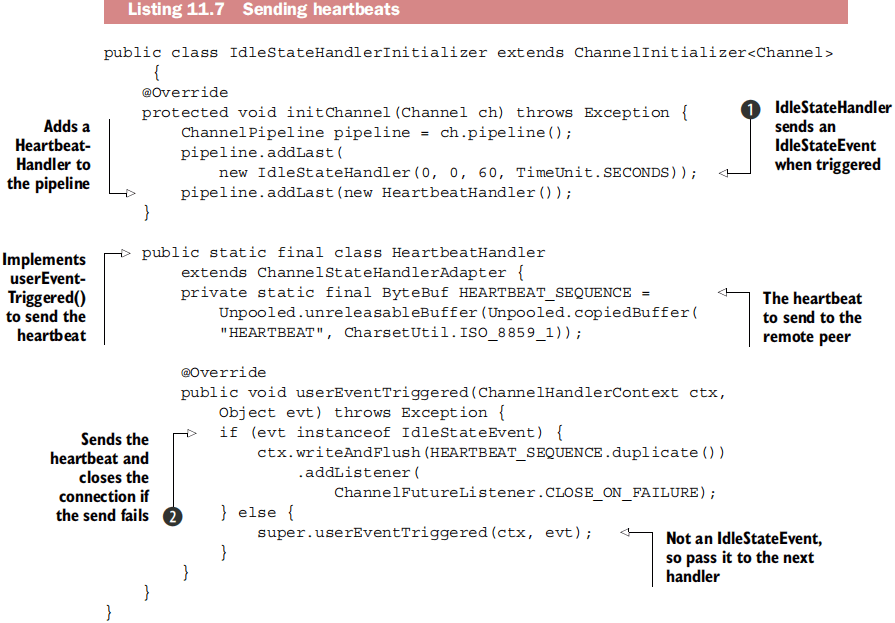 Listing 11.7 Sending heartbeats
public class IdleStateHandlerInitializer extends ChannelInitializer<Channel>
{
@Override
protected void initChannel(Channel ch) throws Exception {
ChannelPipeline pipeline = ch.pipeline();
pipeline.addLast(
new IdleStateHandler(0, 0, 60, TimeUnit.SECONDS));
pipeline.addLast(new HeartbeatHandler());
}
Adds a
Heartbeat-
Handler to
the pipeline
1 IdleStateHandler
sends an
IdleStateEvent
when triggered
public static final class HeartbeatHandler
extends ChannelStateHandlerAdapter {
private static final ByteBuf HEARTBEAT_SEQUENCE =
Unpooled.unreleasableBuffer(Unpooled.copiedBuffer(
"HEARTBEAT", CharsetUtil.ISO_8859_1));
Implements
userEvent-
Triggered()
to send the
heartbeat
The heartbeat
to send to the
remote peer
@Override
public void userEventTriggered(ChannelHandlerContext ctx,
Object evt) throws Exception {
if (evt instanceof IdleStateEvent) {
ctx.writeAndFlush(HEARTBEAT_SEQUENCE.duplicate())
.addListener(
ChannelFutureListener.CLOSE_ON_FAILURE);
} else {
super.userEventTriggered(ctx, evt);
}
}
}
}
Sends the
heartbeat and
closes the
connection if
the send fails 2
Not an IdleStateEvent,
so pass it to the next
handler